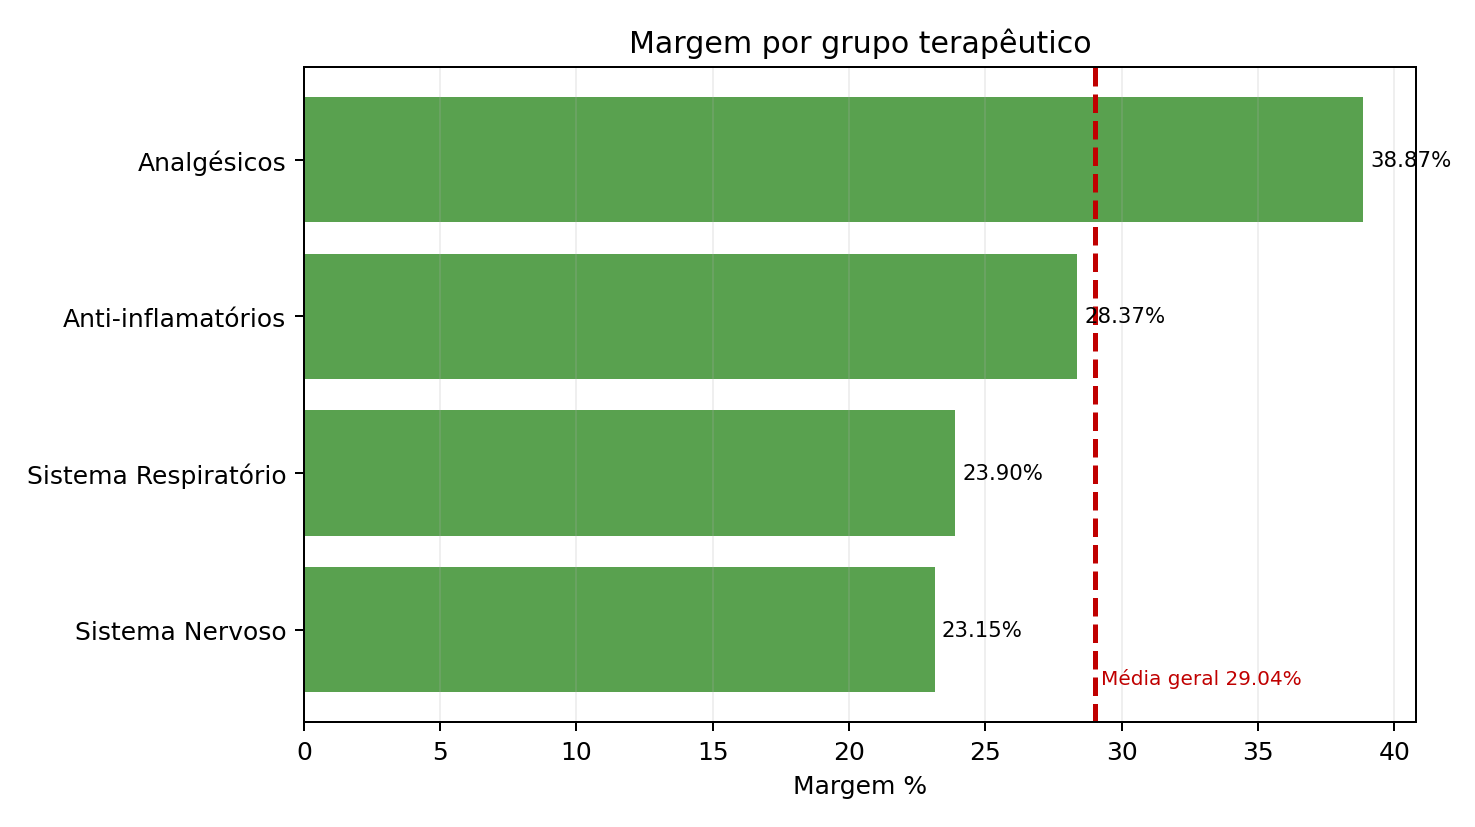 Margem por grupo terapêutico
Analgésicos
38.87%
Anti-inflamatórios
28.37%
Sistema Respiratório
23.90%
Sistema Nervoso
23.15%
Média geral 29.04%
0 5 10 15 20 25 30 35 40
Margem %